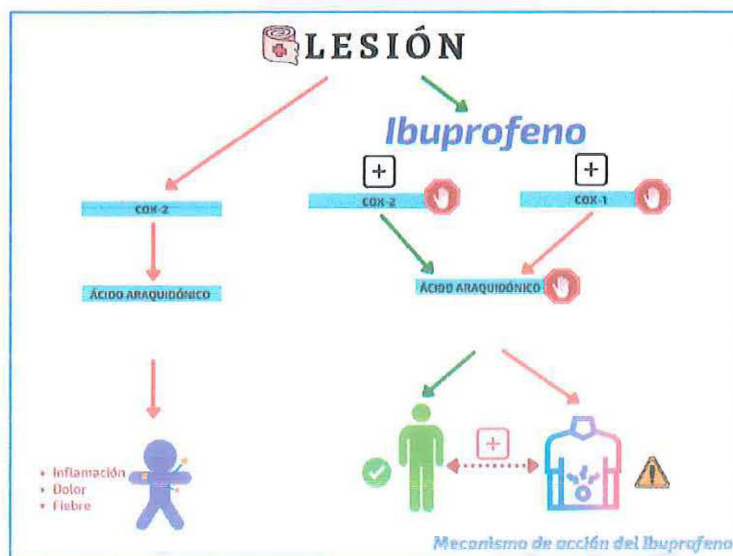 LESIÓN
Ibuprofeno
COX-2
COX-2
COX-1
ÁCIDO ARAQUIDÓNICO
ÁCIDO ARAQUIDÓNICO
• Inflamación
• Dolor
• Fiebre
Mecanismo de acción del Ibuprofeno